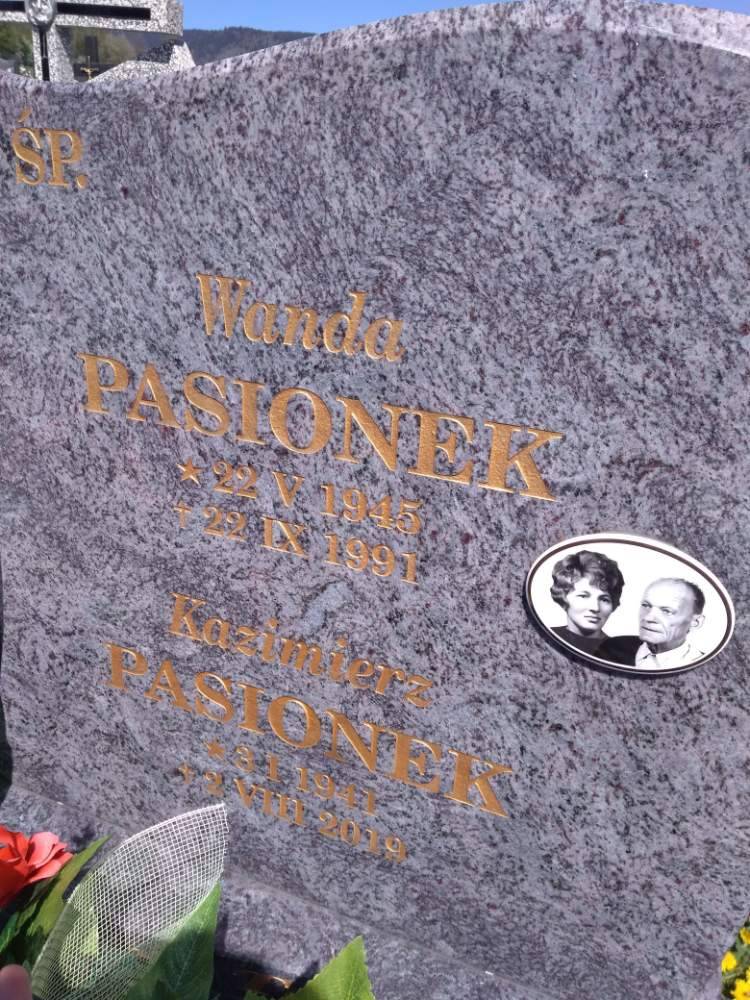 ŚP.
Wanda
PASIONEK
★ 22 V 1945
† 22 IX 1991
Kazimierz
PASIONEK
★ 3 I 1941
† 2 VIII 2019